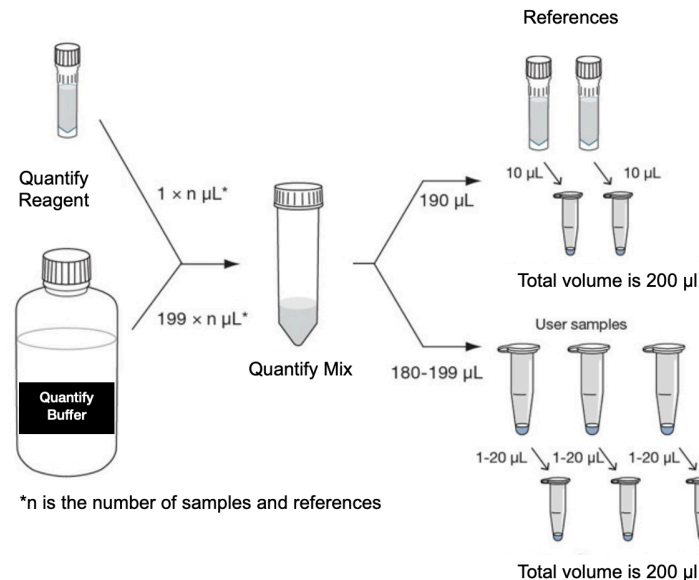 References
Quantify
Reagent
1 × n µL*
199 × n µL*
Quantify
Buffer
Quantify Mix
190 µL
10 µL
10 µL
Total volume is 200 µl
User samples
180-199 µL
1-20 µL
1-20 µL
1-20 µL
Total volume is 200 µl
*n is the number of samples and references